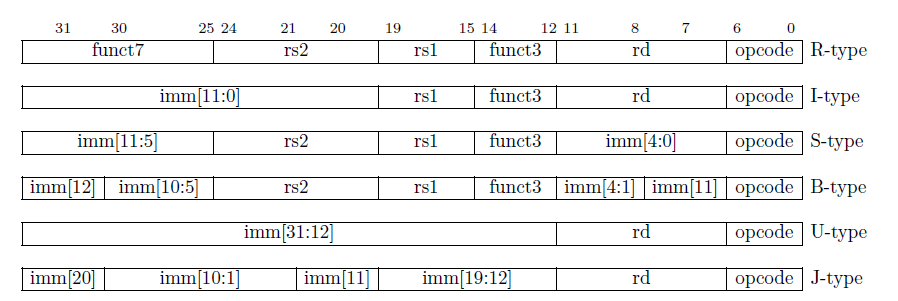 31 30 25 24 21 20 19 15 14 12 11 8 7 6 0
funct7 rs2 rs1 funct3 rd opcode R-type
imm[11:0] rs1 funct3 rd opcode I-type
imm[11:5] rs2 rs1 funct3 imm[4:0] opcode S-type
imm[12] imm[10:5] rs2 rs1 funct3 imm[4:1] imm[11] opcode B-type
imm[31:12] rd opcode U-type
imm[20] imm[10:1] imm[11] imm[19:12] rd opcode J-type